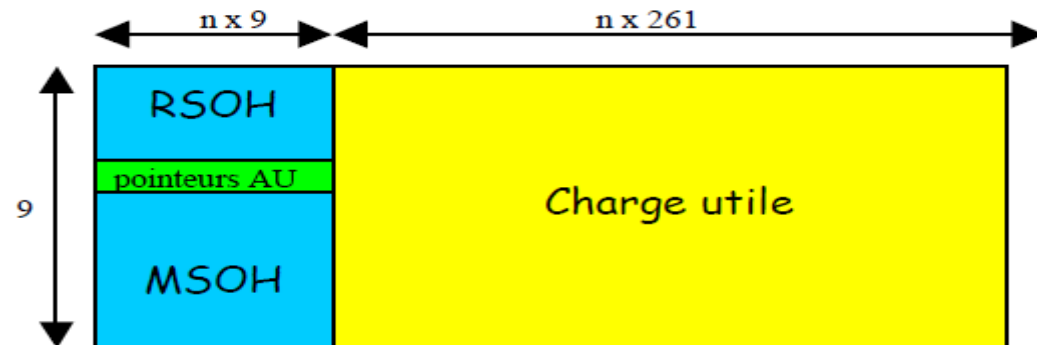 n x 9
n x 261
RSOH
pointeurs AU
9
Charge utile
MSOH